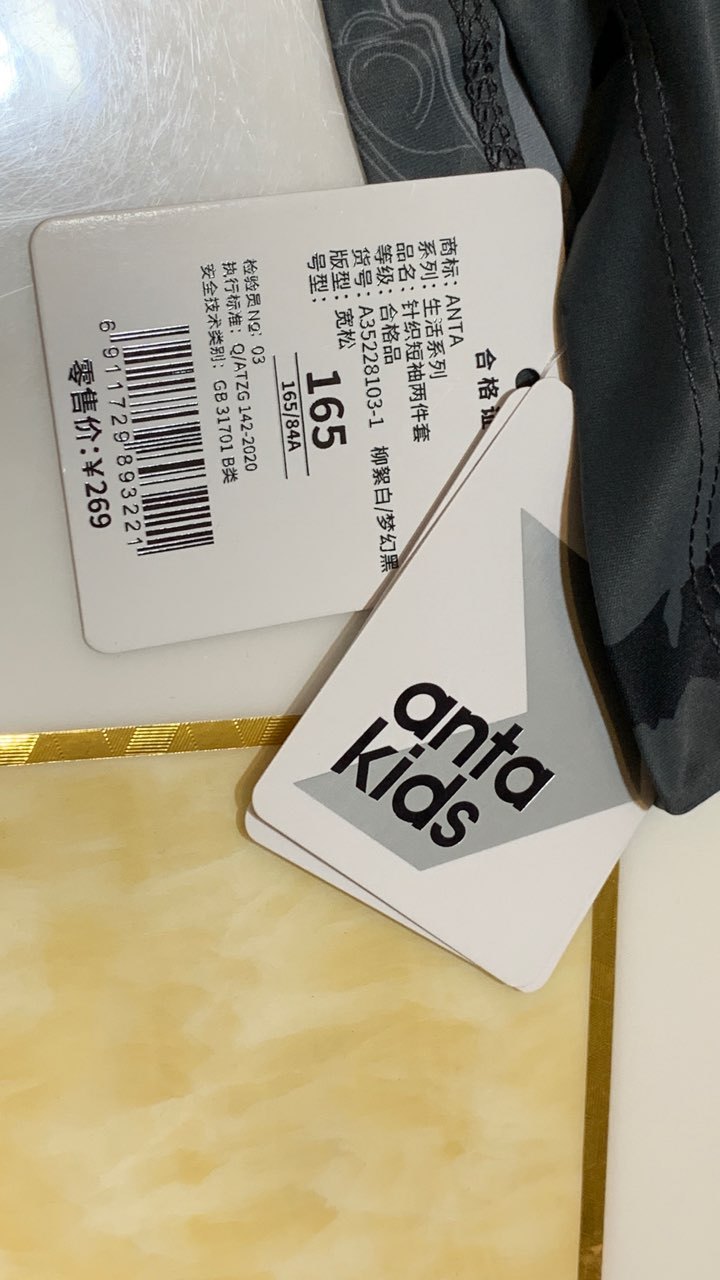 合格证
商标：ANTA
系列：生活系列
品名：针织短袖两件套
等级：合格品
货号：A35228103-1 柳絮白/梦幻黑
版型：宽松
号型：
165
165/84A
检验员NO：03
执行标准：Q/ATZG 142-2020
安全技术类别：GB 31701 B类
6 911729 893221
零售价：¥269
anta
kids